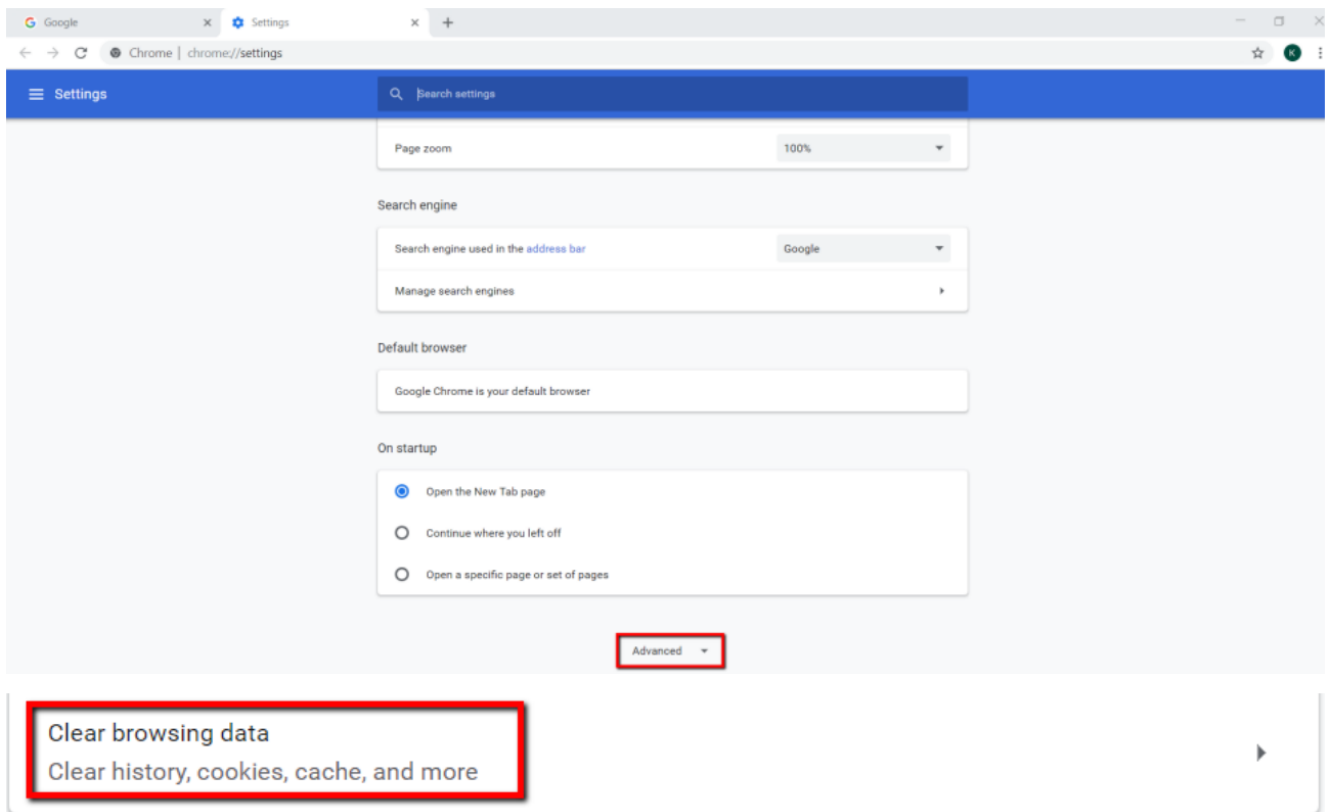 Google
Settings
Chrome | chrome://settings
K
Settings
Search settings
Page zoom
100%
Search engine
Search engine used in the address bar
Google
Manage search engines
Default browser
Google Chrome is your default browser
On startup
Open the New Tab page
Continue where you left off
Open a specific page or set of pages
Advanced
Clear browsing data
Clear history, cookies, cache, and more